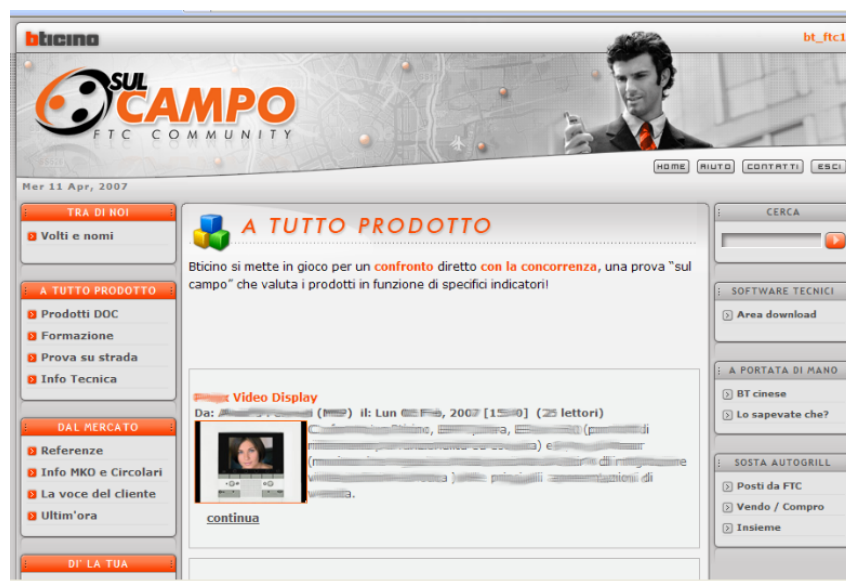 bticino
bt_ftc1
SUL
CAMPO
FTC COMMUNITY
HOME AIUTO CONTATTI ESCI
Mer 11 Apr, 2007
TRA DI NOI
Volti e nomi
A TUTTO PRODOTTO
Prodotti DOC
Formazione
Prova su strada
Info Tecnica
DAL MERCATO
Referenze
Info MKO e Circolari
La voce del cliente
Ultim'ora
DI' LA TUA
A TUTTO PRODOTTO
Bticino si mette in gioco per un confronto diretto con la concorrenza, una prova "sul
campo" che valuta i prodotti in funzione di specifici indicatori!
Video Display
Da: il: Lun 2007 lettori)
di
di
continua
CERCA
SOFTWARE TECNICI
Area download
A PORTATA DI MANO
BT cinese
Lo sapevate che?
SOSTA AUTOGRILL
Posti da FTC
Vendo / Compro
Insieme